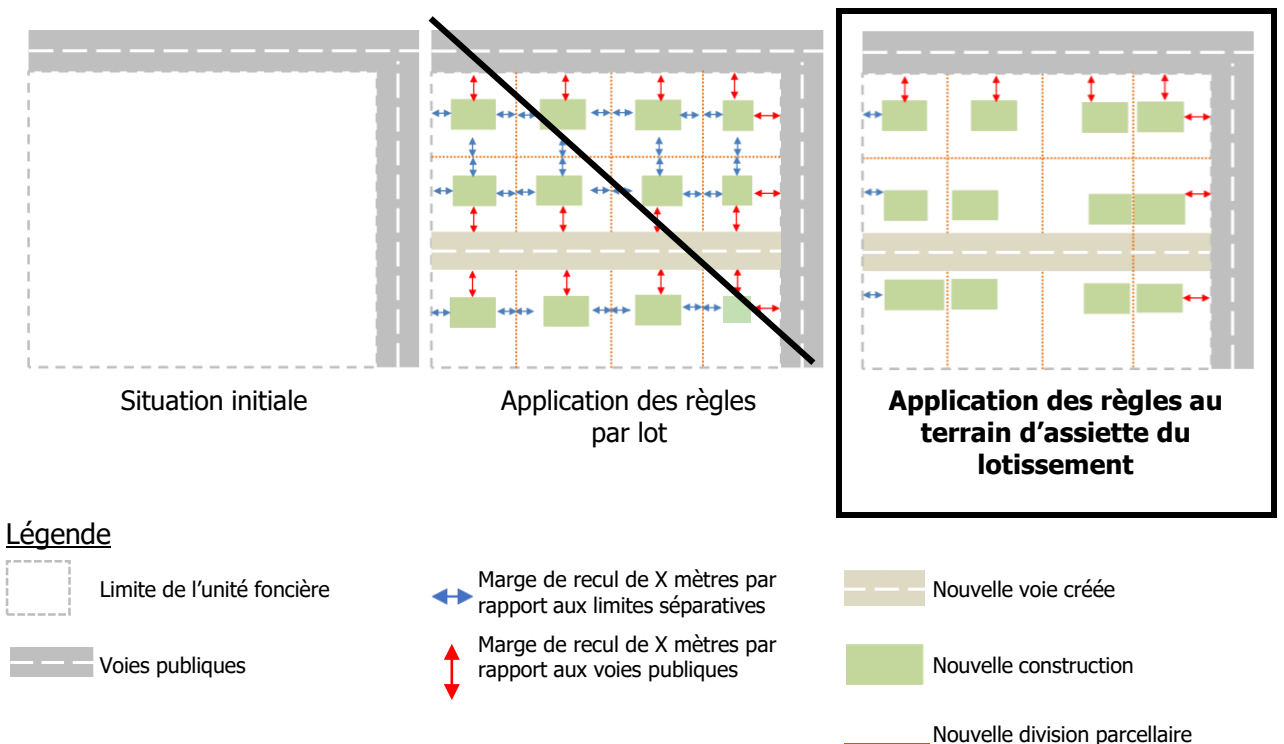 Situation initiale
Application des règles
par lot
Application des règles au
terrain d'assiette du
lotissement
Légende
Limite de l'unité foncière
Voies publiques
Marge de recul de X mètres par
rapport aux limites séparatives
Marge de recul de X mètres par
rapport aux voies publiques
Nouvelle voie créée
Nouvelle construction
Nouvelle division parcellaire